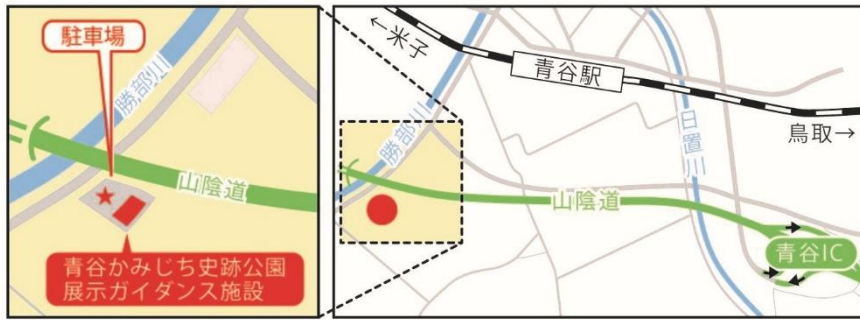 駐車場
勝部川
山陰道
青谷かみじち史跡公園
展示ガイダンス施設
←米子
青谷駅
鳥取→
勝部川
日置川
山陰道
青谷IC